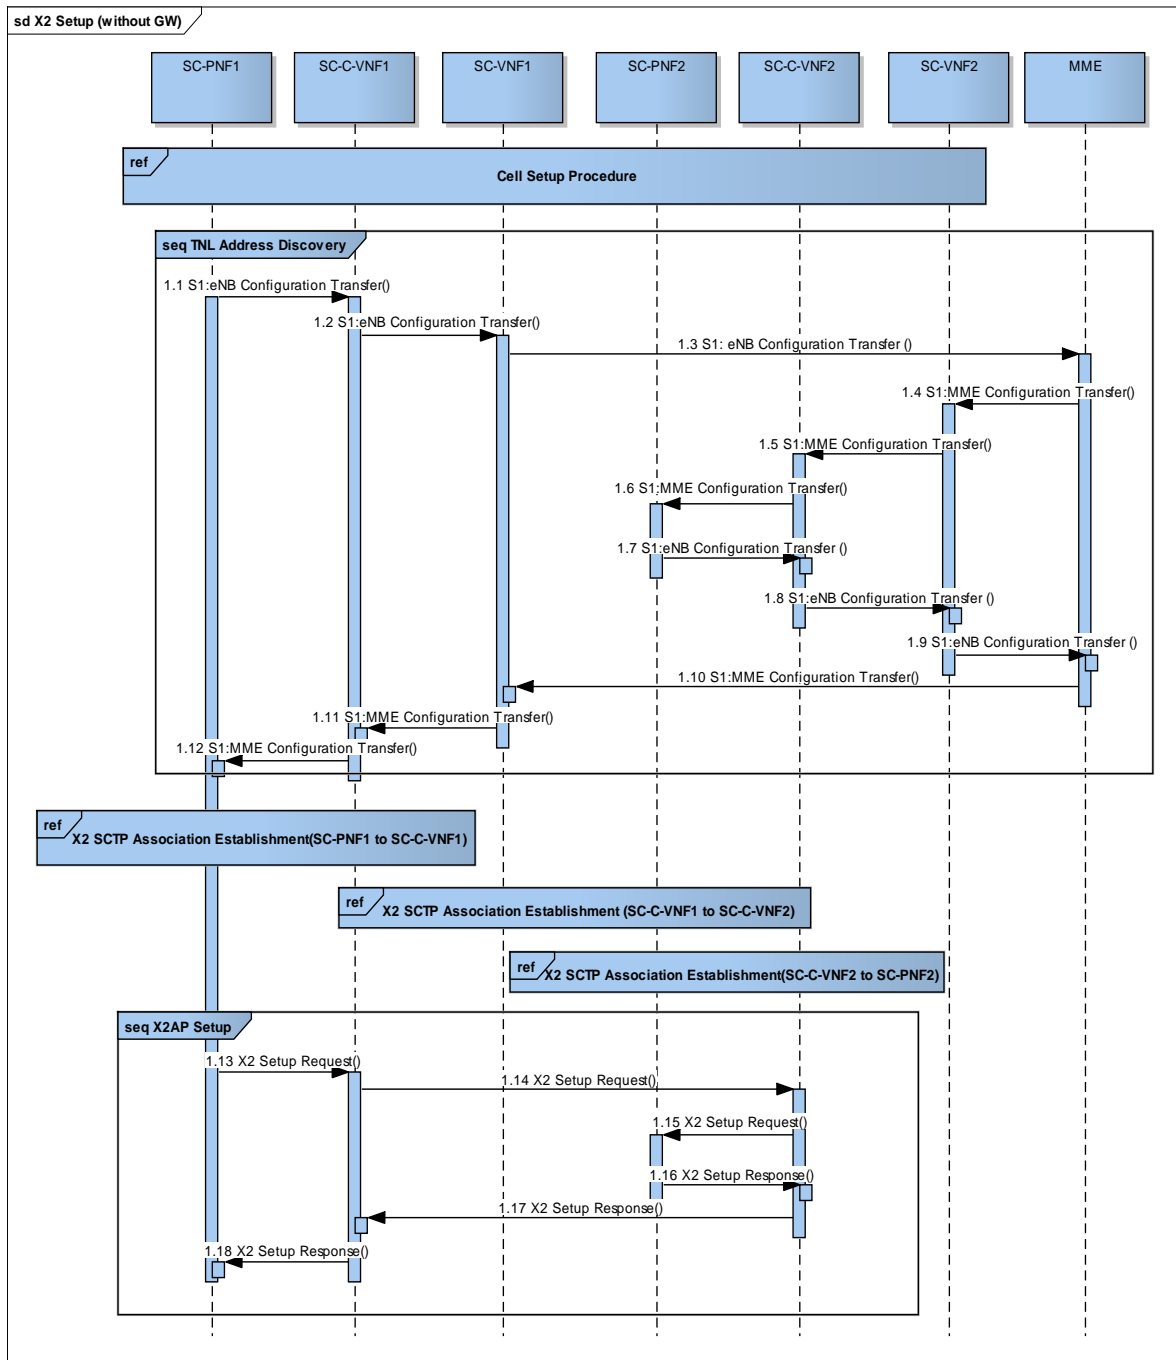 sd X2 Setup (without GW)
SC-PNF1 SC-C-VNF1 SC-VNF1 SC-PNF2 SC-C-VNF2 SC-VNF2 MME
ref
Cell Setup Procedure
seq TNL Address Discovery
1.1 S1:eNB Configuration Transfer()
1.2 S1:eNB Configuration Transfer()
1.3 S1: eNB Configuration Transfer ()
1.4 S1:MME Configuration Transfer()
1.5 S1:MME Configuration Transfer()
1.6 S1:MME Configuration Transfer()
1.7 S1:eNB Configuration Transfer ()
1.8 S1:eNB Configuration Transfer ()
1.9 S1:eNB Configuration Transfer ()
1.10 S1:MME Configuration Transfer()
1.11 S1:MME Configuration Transfer()
1.12 S1:MME Configuration Transfer()
ref
X2 SCTP Association Establishment(SC-PNF1 to SC-C-VNF1)
ref
X2 SCTP Association Establishment (SC-C-VNF1 to SC-C-VNF2)
ref
X2 SCTP Association Establishment(SC-C-VNF2 to SC-PNF2)
seq X2AP Setup
1.13 X2 Setup Request()
1.14 X2 Setup Request()
1.15 X2 Setup Request()
1.16 X2 Setup Response()
1.17 X2 Setup Response()
1.18 X2 Setup Response()